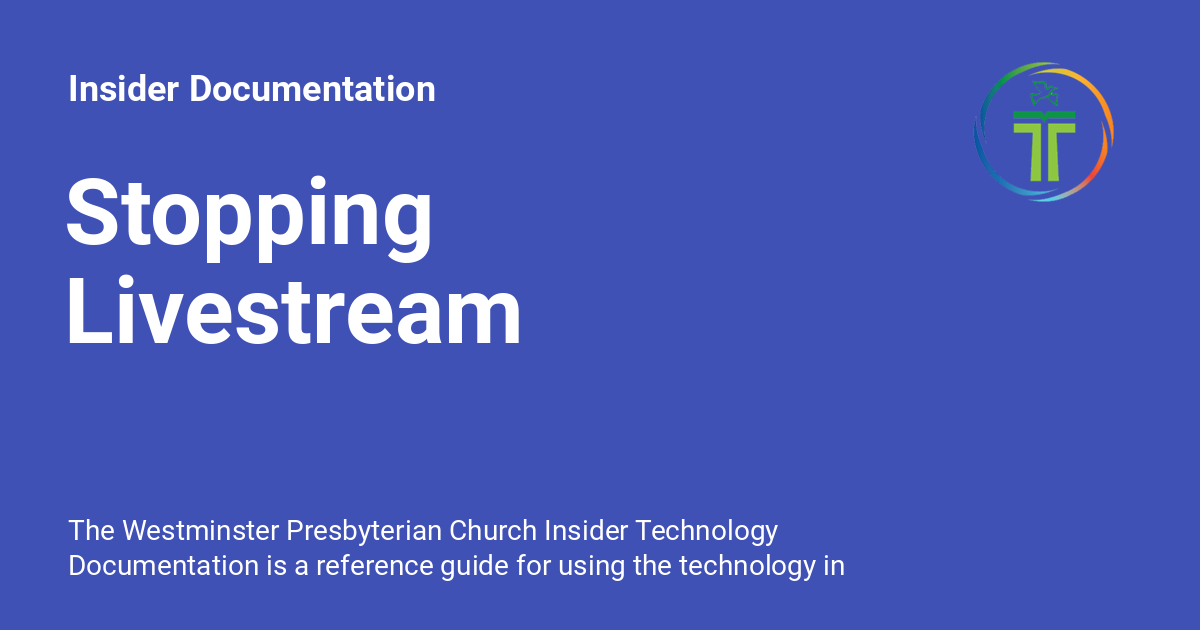 Insider Documentation
Stopping
Livestream
The Westminster Presbyterian Church Insider Technology
Documentation is a reference guide for using the technology in